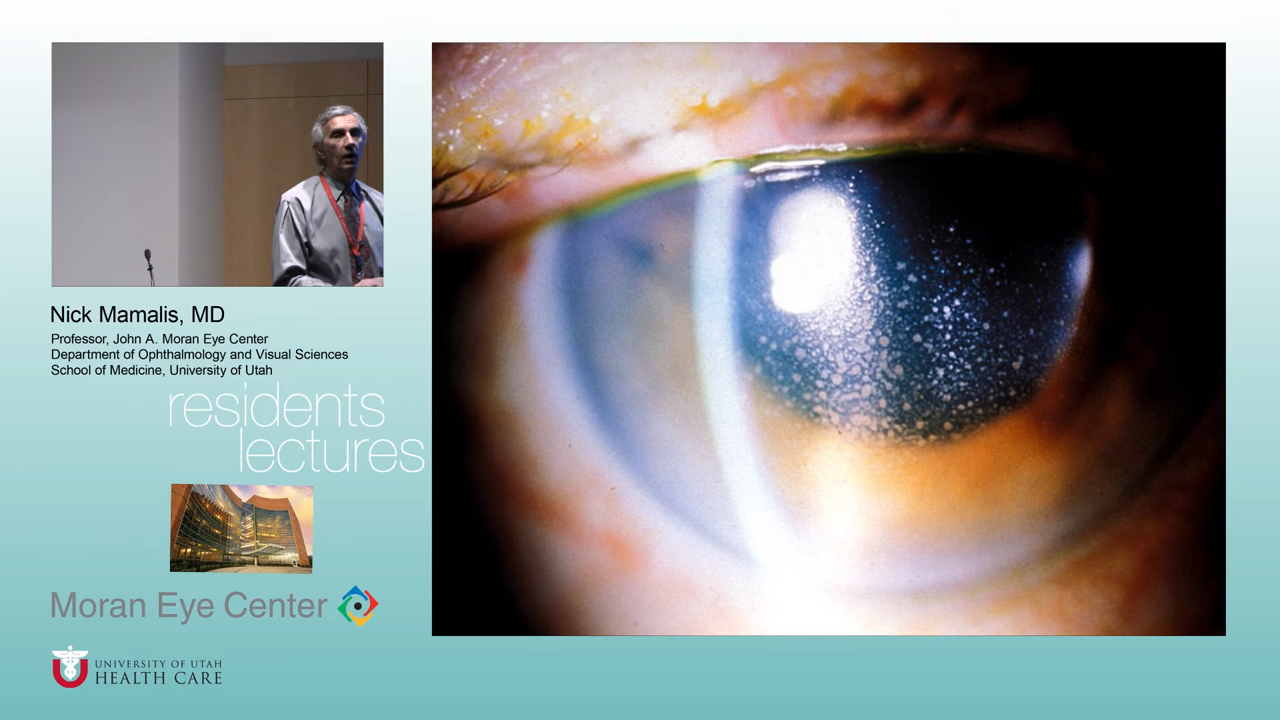 Nick Mamalis, MD
Professor, John A. Moran Eye Center
Department of Ophthalmology and Visual Sciences
School of Medicine, University of Utah
residents
lectures
Moran Eye Center
UNIVERSITY OF UTAH
HEALTH CARE